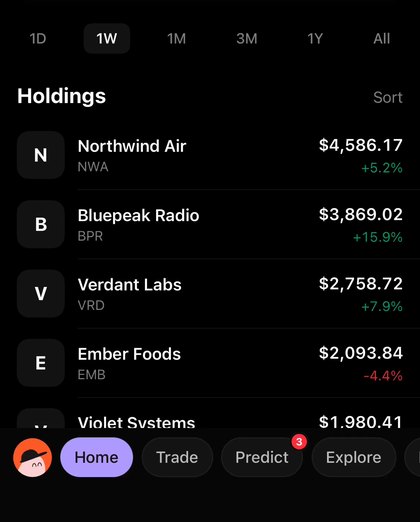 1D 1W 1M 3M 1Y All
Holdings Sort
N Northwind Air $4,586.17
NWA +5.2%
B Bluepeak Radio $3,869.02
BPR +15.9%
V Verdant Labs $2,758.72
VRD +7.9%
E Ember Foods $2,093.84
EMB -4.4%
Violet Systems $1,980.41
Home Trade Predict 3 Explore